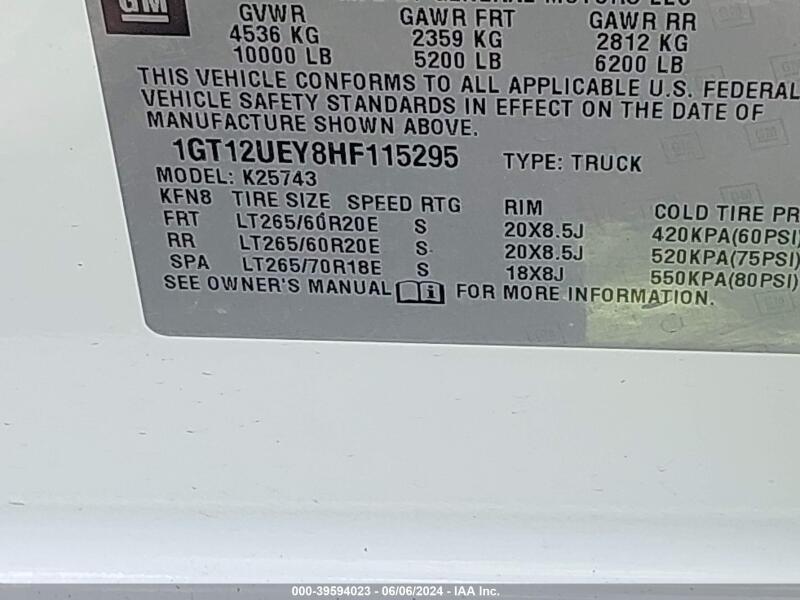 GM
GENERAL MOTORS LLC
GVWR GAWR FRT GAWR RR
4536 KG 2359 KG 2812 KG
10000 LB 5200 LB 6200 LB
THIS VEHICLE CONFORMS TO ALL APPLICABLE U.S. FEDERAL
VEHICLE SAFETY STANDARDS IN EFFECT ON THE DATE OF
MANUFACTURE SHOWN ABOVE.
1GT12UEY8HF115295 TYPE: TRUCK
MODEL: K25743
KFN8 TIRE SIZE SPEED RTG RIM COLD TIRE PR
FRT LT265/60R20E S 20X8.5J 420KPA(60PSI)
RR LT265/60R20E S 20X8.5J 520KPA(75PSI)
SPA LT265/70R18E S 18X8J 550KPA(80PSI)
SEE OWNER'S MANUAL i FOR MORE INFORMATION.
000-39594023 - 06/06/2024 - IAA Inc.